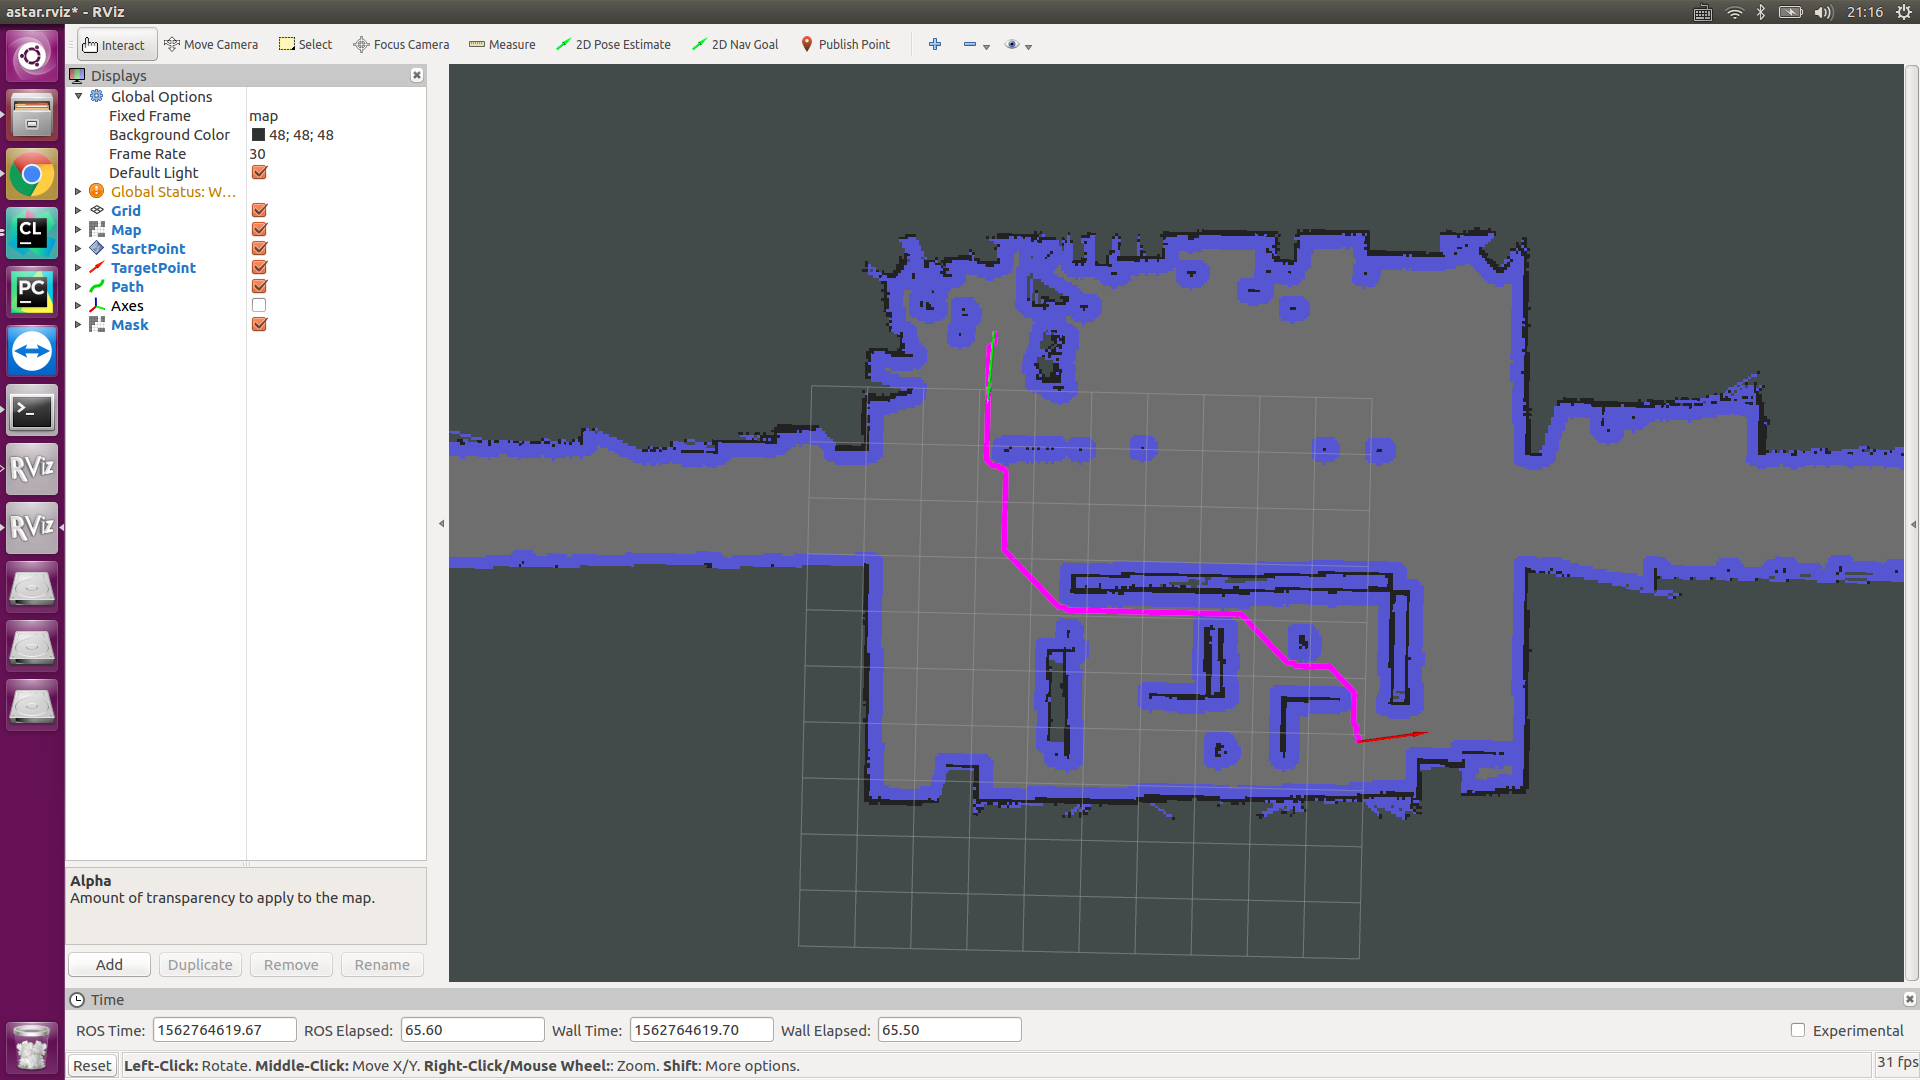 astar.rviz* - RViz
21:16
Interact
Move Camera
Select
Focus Camera
Measure
2D Pose Estimate
2D Nav Goal
Publish Point
Displays
Global Options
Fixed Frame map
Background Color 48; 48; 48
Frame Rate 30
Default Light
Global Status: W...
Grid
Map
StartPoint
TargetPoint
Path
Axes
Mask
CL
PC
>_
RViz
RViz
Alpha
Amount of transparency to apply to the map.
Add
Duplicate
Remove
Rename
Time
ROS Time: 1562764619.67 ROS Elapsed: 65.60 Wall Time: 1562764619.70 Wall Elapsed: 65.50 Experimental
Reset Left-Click: Rotate. Middle-Click: Move X/Y. Right-Click/Mouse Wheel:: Zoom. Shift: More options. 31 fps